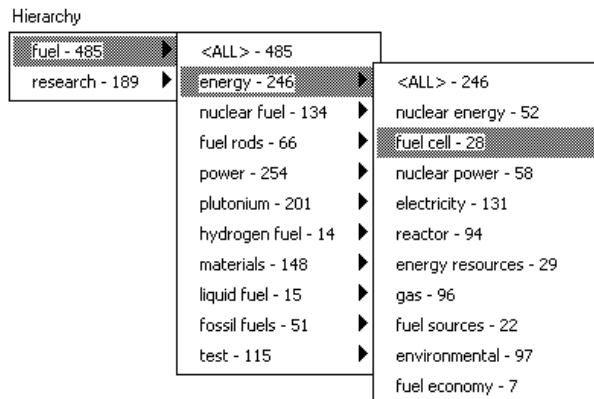 Hierarchy
fuel - 485
research - 189
<ALL> - 485
energy - 246
nuclear fuel - 134
fuel rods - 66
power - 254
plutonium - 201
hydrogen fuel - 14
materials - 148
liquid fuel - 15
fossil fuels - 51
test - 115
<ALL> - 246
nuclear energy - 52
fuel cell - 28
nuclear power - 58
electricity - 131
reactor - 94
energy resources - 29
gas - 96
fuel sources - 22
environmental - 97
fuel economy - 7